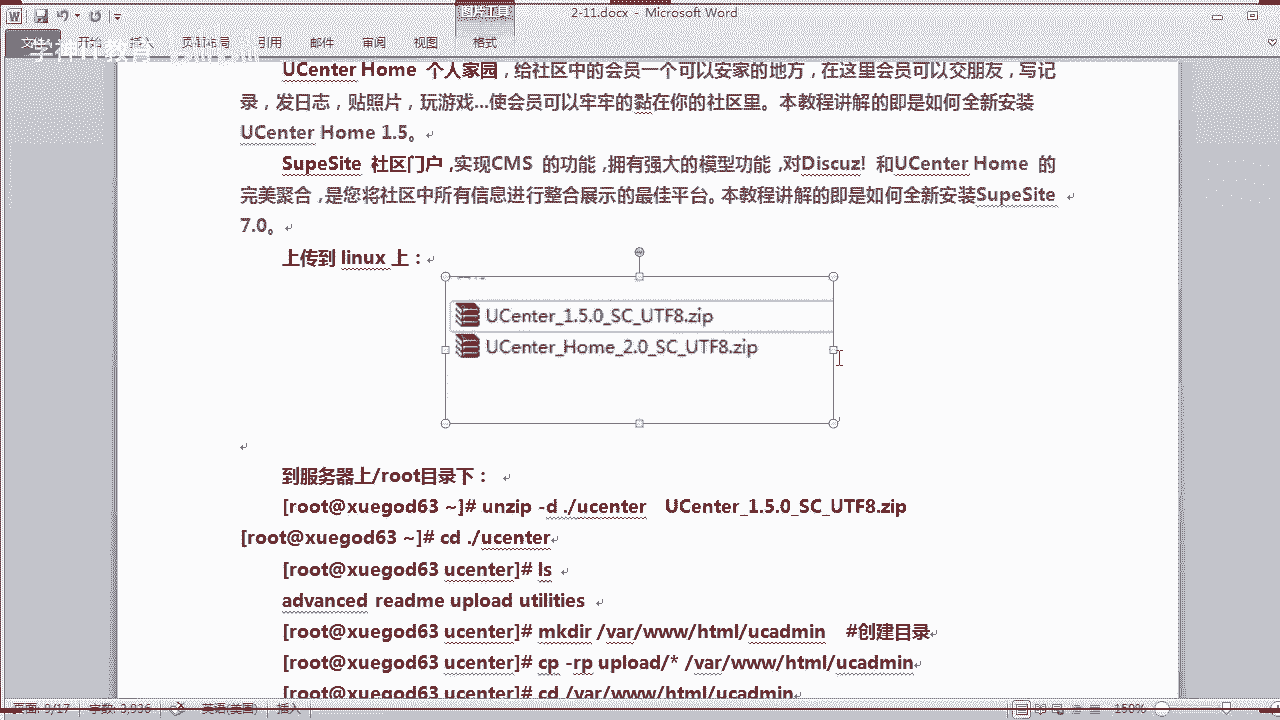 图片工具
2-11.docx - Microsoft Word
文件 开始 插入 页面布局 引用 邮件 审阅 视图 格式
UCenter Home 个人家园，给社区中的会员一个可以安家的地方，在这里会员可以交朋友，写记
录，发日志，贴照片，玩游戏...使会员可以牢牢的黏在你的社区里。本教程讲解的即是如何全新安装
UCenter Home 1.5。
SupeSite 社区门户，实现CMS 的功能，拥有强大的模型功能，对Discuz! 和UCenter Home 的
完美聚合，是您将社区中所有信息进行整合展示的最佳平台。本教程讲解的即是如何全新安装SupeSite
7.0。
上传到 linux 上：
UCenter_1.5.0_SC_UTF8.zip
UCenter_Home_2.0_SC_UTF8.zip
到服务器上/root目录下：
[root@xuegod63 ~]# unzip -d ./ucenter UCenter_1.5.0_SC_UTF8.zip
[root@xuegod63 ~]# cd ./ucenter
[root@xuegod63 ucenter]# ls
advanced readme upload utilities
[root@xuegod63 ucenter]# mkdir /var/www/html/ucadmin #创建目录
[root@xuegod63 ucenter]# cp -rp upload/* /var/www/html/ucadmin
[root@xuegod63 ucenter]# cd /var/www/html/ucadmin
页面: 9/17 字数: 3,936 英语(美国) 插入 150%